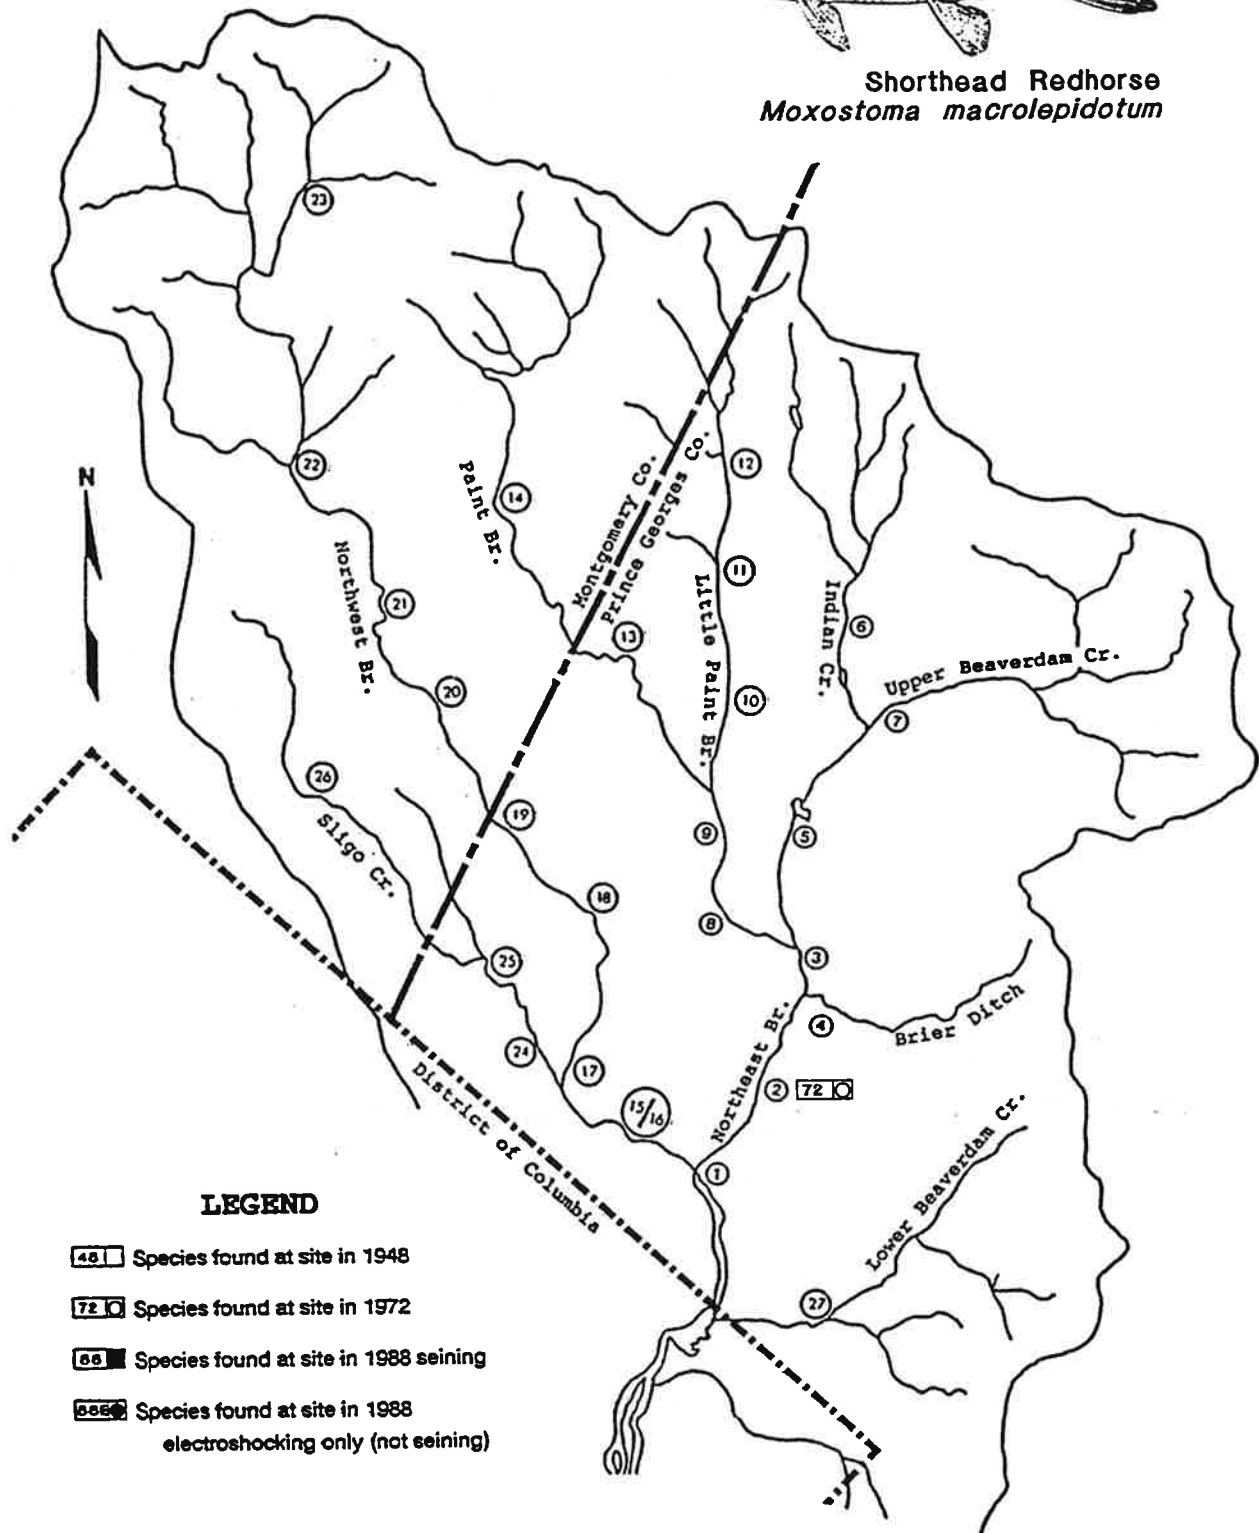 Shorthead Redhorse
Moxostoma macrolepidotum
23
N
22
Paint Br.
14
Montgomery Co.
Prince Georges Co.
12
11
Northwest Br.
21
13
Little Paint Br.
Indian Cr.
6
Upper Beaverdam Cr.
20
10
7
26
19
9
5
Sligo Cr.
18
8
25
3
4
Brier Ditch
24
17
Northeast Br.
2
72
15/16
District of Columbia
1
Lower Beaverdam Cr.
27
LEGEND
48 Species found at site in 1948
72 Species found at site in 1972
88 Species found at site in 1988 seining
88E Species found at site in 1988
electroshocking only (not seining)